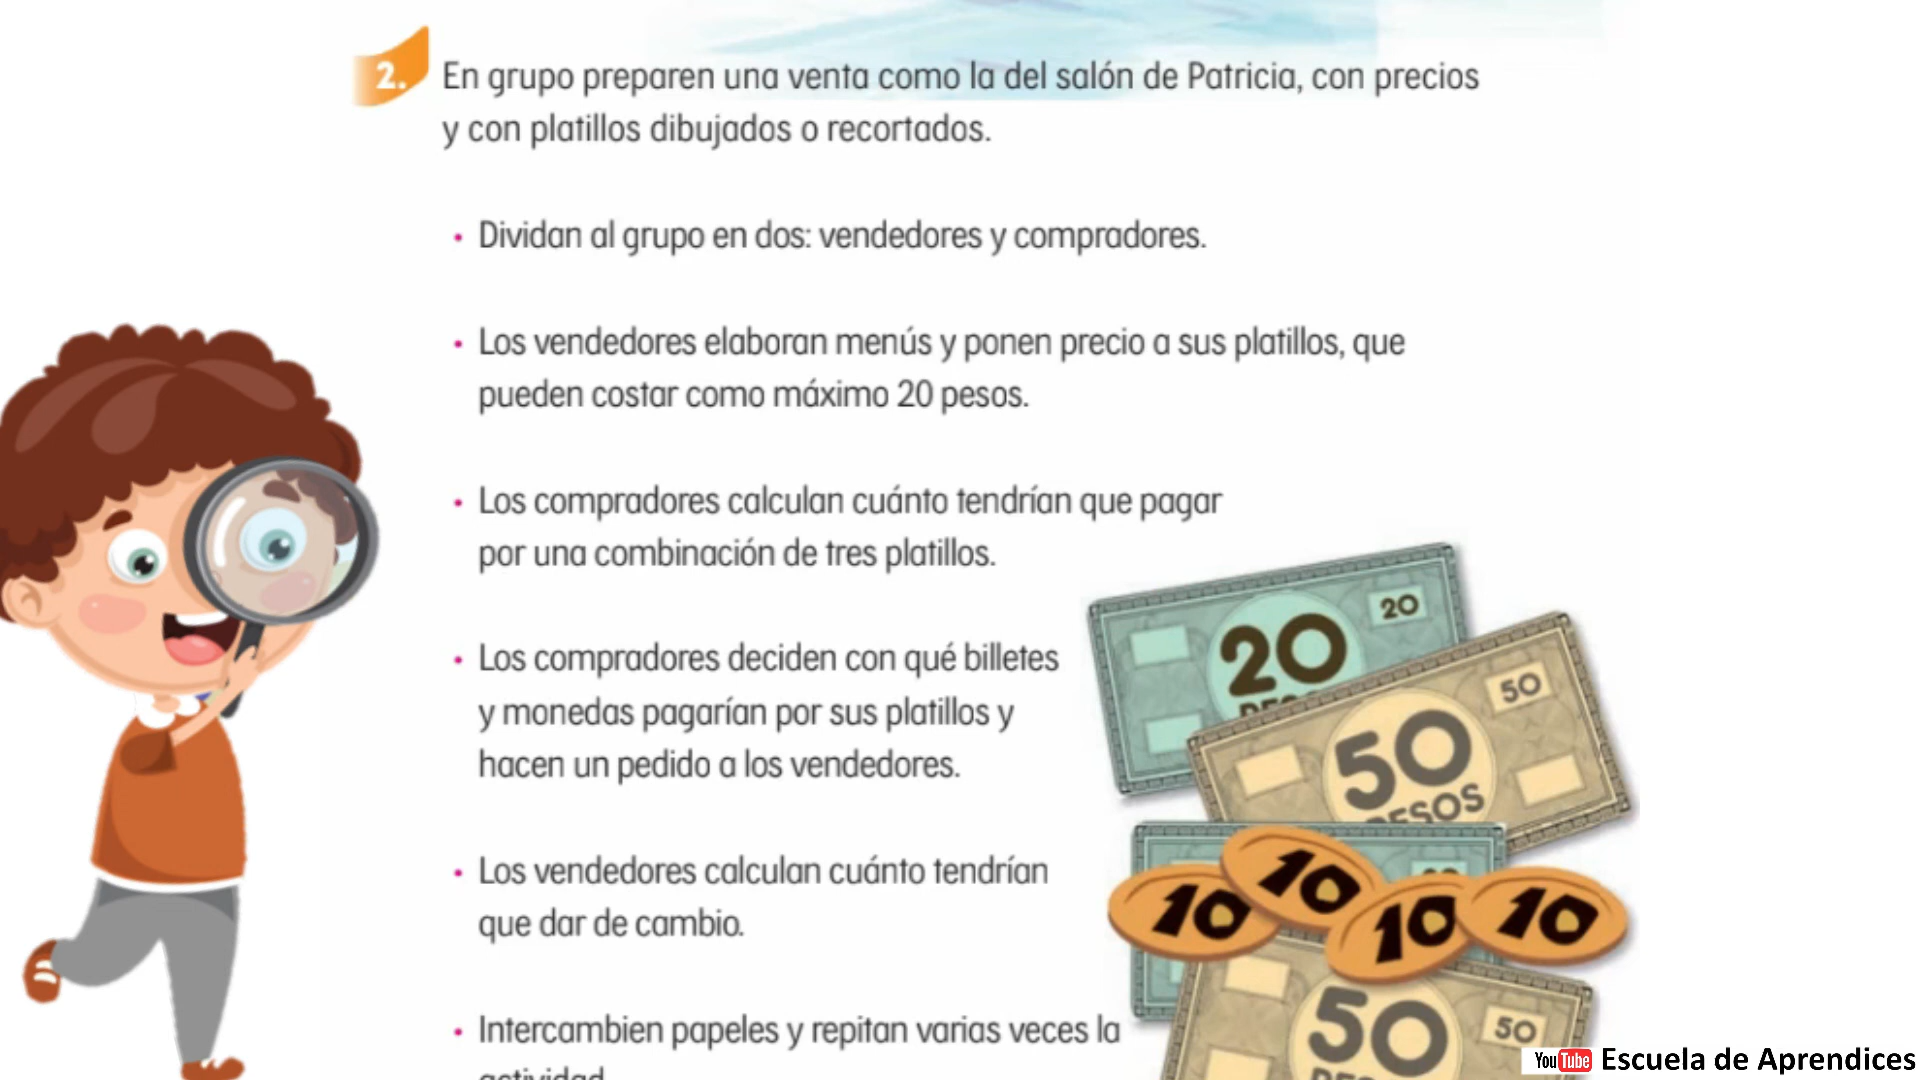 2. En grupo preparen una venta como la del salón de Patricia, con precios
y con platillos dibujados o recortados.
• Dividan al grupo en dos: vendedores y compradores.
• Los vendedores elaboran menús y ponen precio a sus platillos, que
pueden costar como máximo 20 pesos.
• Los compradores calculan cuánto tendrían que pagar
por una combinación de tres platillos.
• Los compradores deciden con qué billetes
y monedas pagarían por sus platillos y
hacen un pedido a los vendedores.
• Los vendedores calculan cuánto tendrían
que dar de cambio.
• Intercambien papeles y repitan varias veces la
actividad
20
20
50
50
PESOS
10
10
10
10
50
50
YouTube Escuela de Aprendices